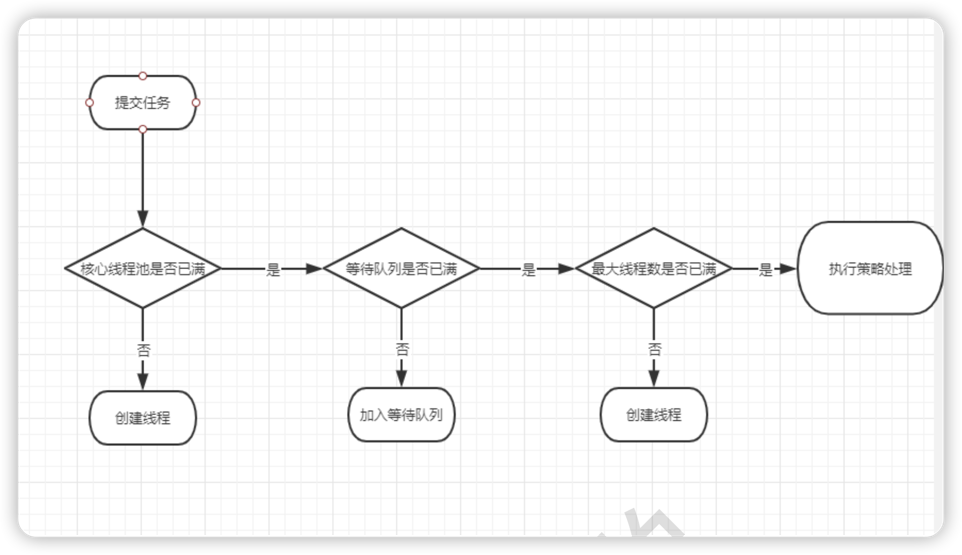 提交任务
核心线程池是否已满
是
等待队列是否已满
是
最大线程数是否已满
是
执行策略处理
否
否
否
创建线程
加入等待队列
创建线程